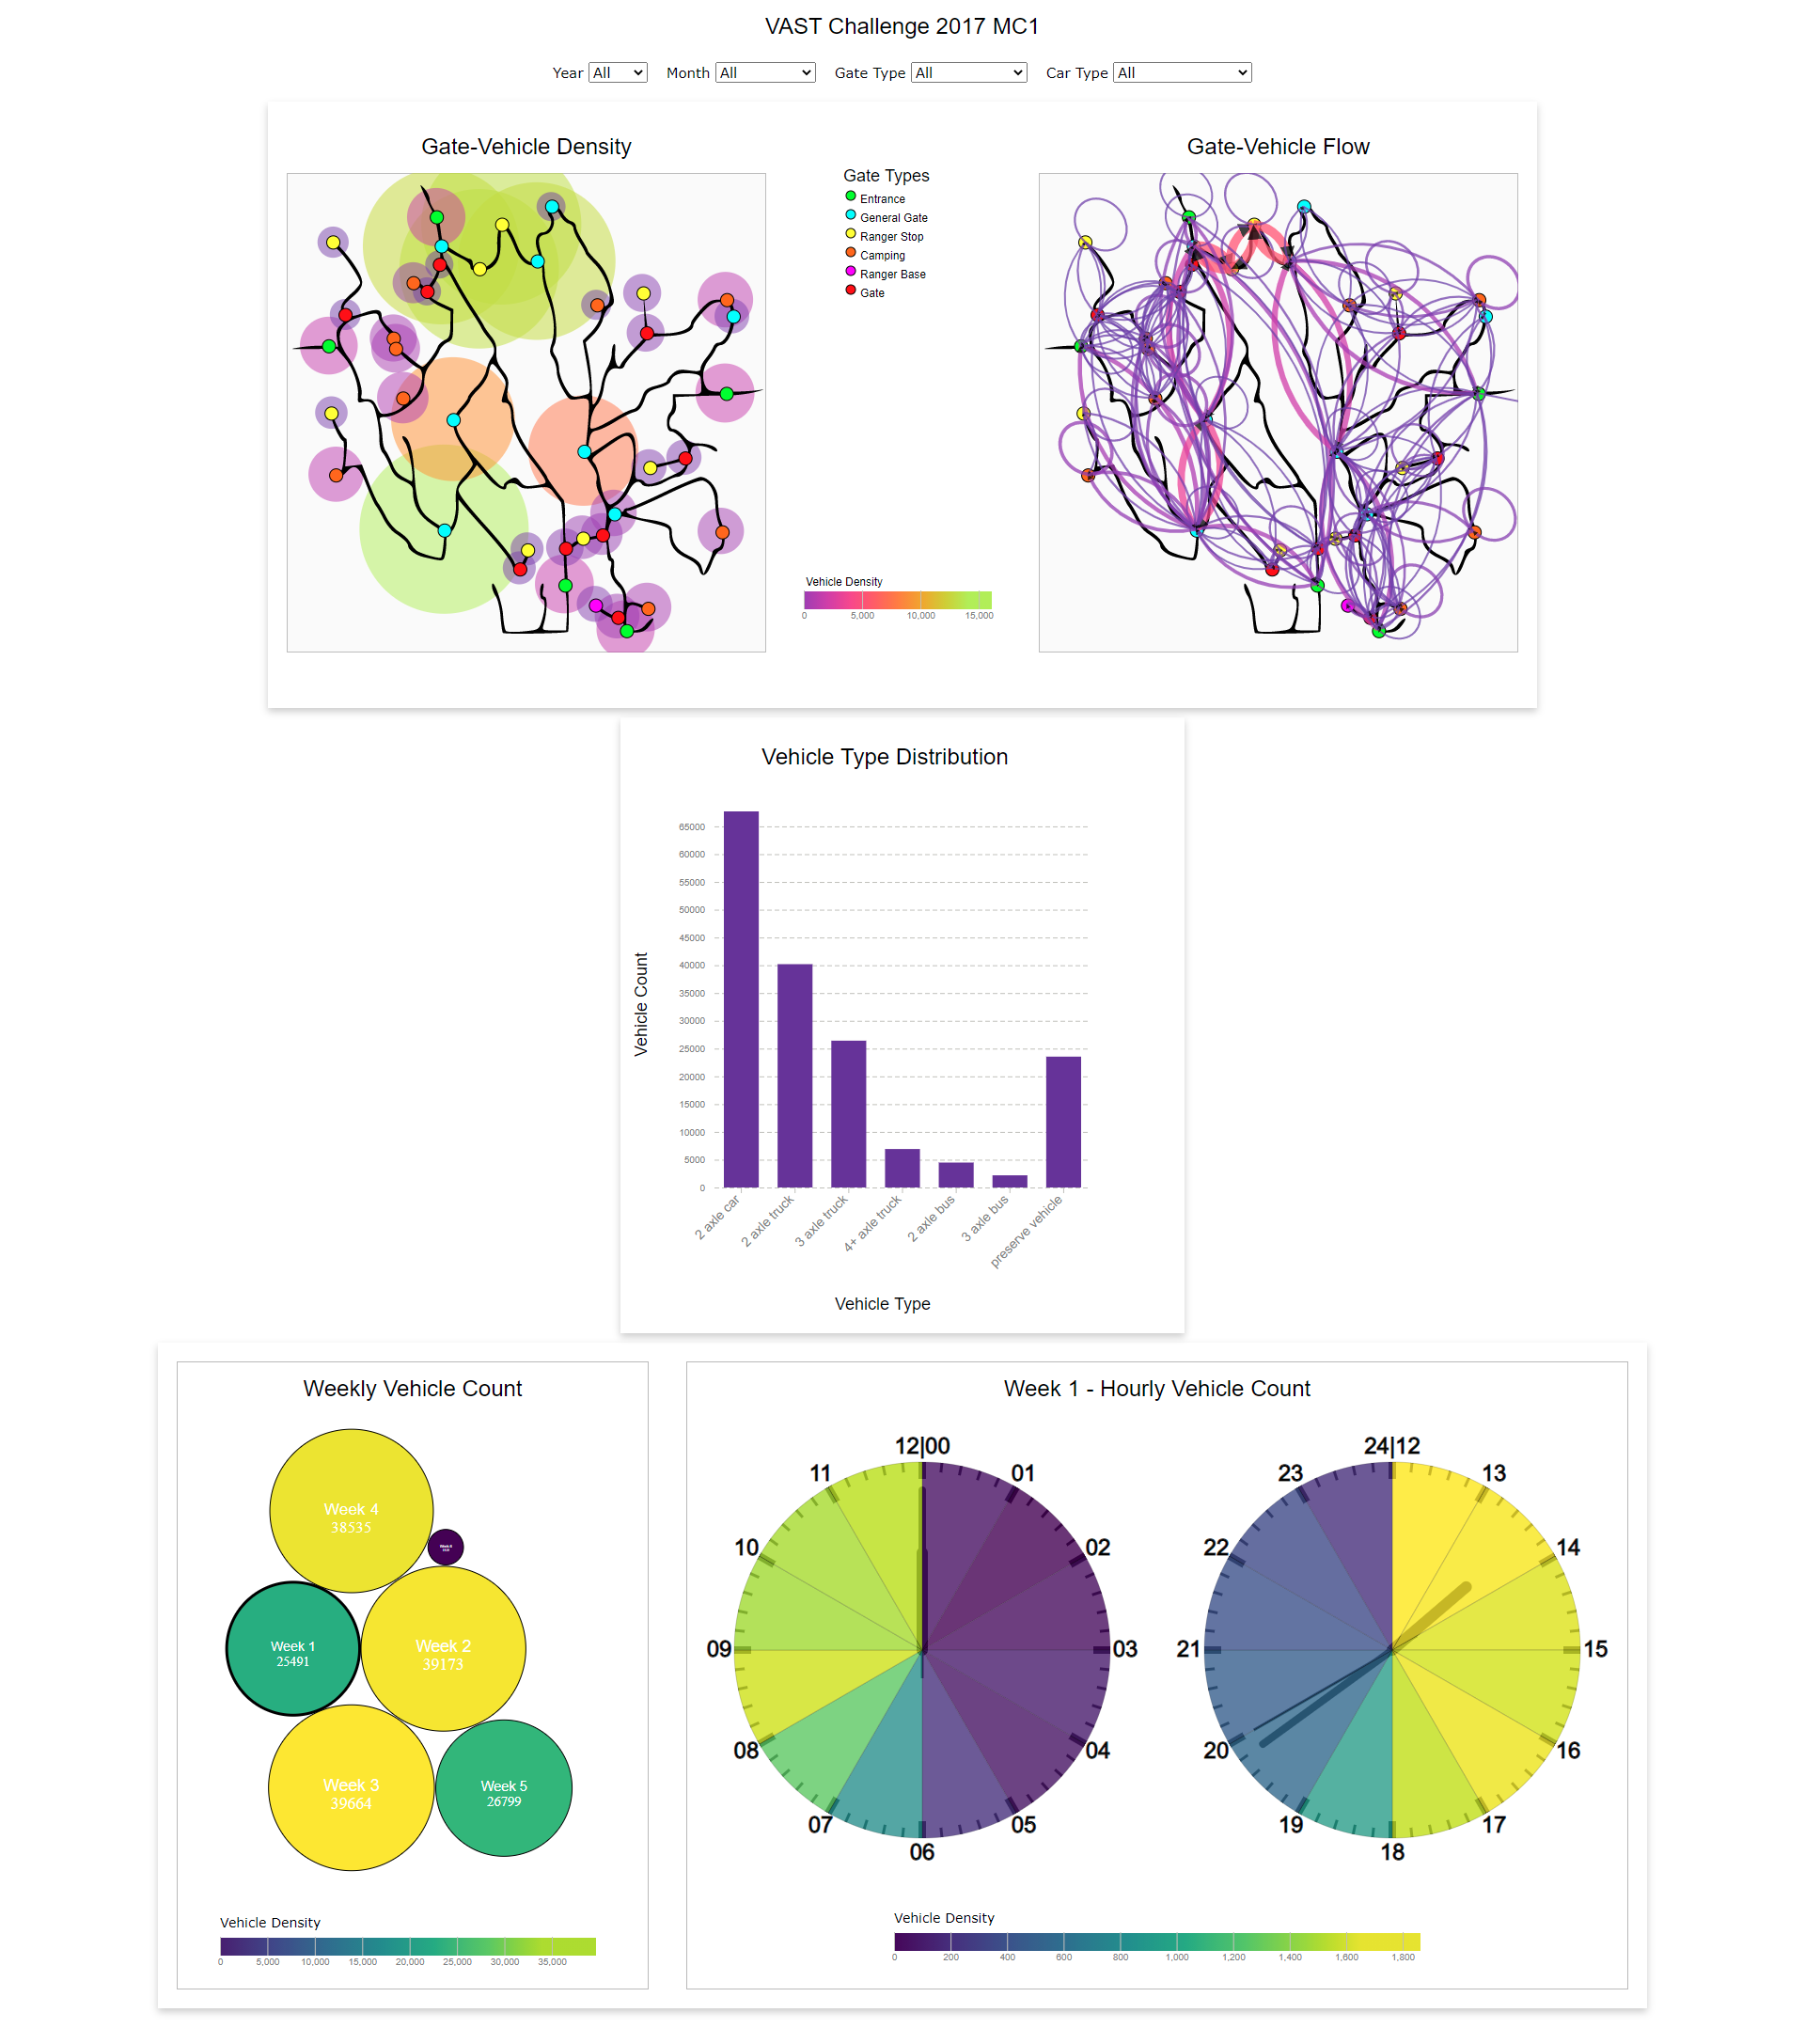 VAST Challenge 2017 MC1
Year All Month All Gate Type All Car Type All
Gate-Vehicle Density
Gate Types
Entrance
General Gate
Ranger Stop
Camping
Ranger Base
Gate
Vehicle Density
0 5,000 10,000 15,000
Gate-Vehicle Flow
Vehicle Type Distribution
Vehicle Count
65000
60000
55000
50000
45000
40000
35000
30000
25000
20000
15000
10000
5000
0
2 axle car
2 axle truck
3 axle truck
4+ axle truck
2 axle bus
3 axle bus
preserve vehicle
Vehicle Type
Weekly Vehicle Count
Week 4
38535
Week 1
25491
Week 2
39173
Week 3
39664
Week 5
26799
Vehicle Density
0 5,000 10,000 15,000 20,000 25,000 30,000 35,000
Week 1 - Hourly Vehicle Count
12|00
01
02
03
04
05
06
07
08
09
10
11
24|12
13
14
15
16
17
18
19
20
21
22
23
Vehicle Density
0 200 400 600 800 1,000 1,200 1,400 1,600 1,800